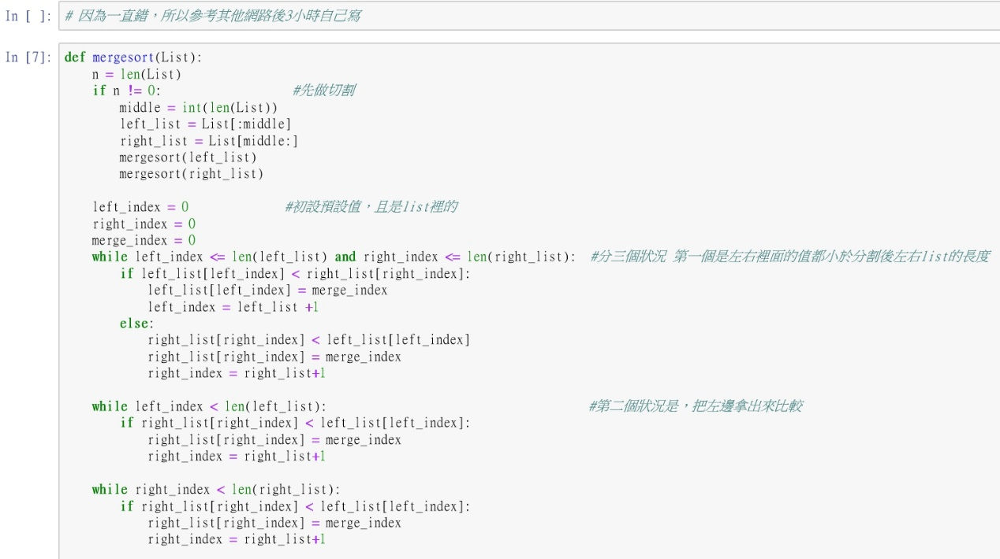 In [ ]: # 因為一直錯，所以參考其他網路後3小時自己寫
In [7]: def mergesort(List):
    n = len(List)
    if n != 0:                   #先做切割
        middle = int(len(List))
        left_list = List[:middle]
        right_list = List[middle:]
        mergesort(left_list)
        mergesort(right_list)
    left_index = 0              #初設預設值，且是list裡的
    right_index = 0
    merge_index = 0
    while left_index <= len(left_list) and right_index <= len(right_list):  #分三個狀況 第一個是左右裡面的值都小於分割後左右list的長度
        if left_list[left_index] < right_list[right_index]:
            left_list[left_index] = merge_index
            left_index = left_list +1
        else:
            right_list[right_index] < left_list[left_index]
            right_list[right_index] = merge_index
            right_index = right_list+1
    while left_index < len(left_list):                                      #第二個狀況是，把左邊拿出來比較
        if right_list[right_index] < left_list[left_index]:
            right_list[right_index] = merge_index
            right_index = right_list+1
    while right_index < len(right_list):
        if right_list[right_index] < left_list[left_index]:
            right_list[right_index] = merge_index
            right_index = right_list+1